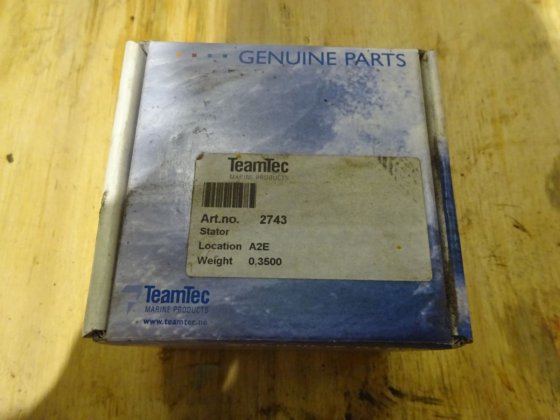 GENUINE PARTS
TeamTec
MARINE PRODUCTS
Art.no. 2743
Stator
Location A2E
Weight 0.3500
TeamTec
MARINE PRODUCTS
www.teamtec.no